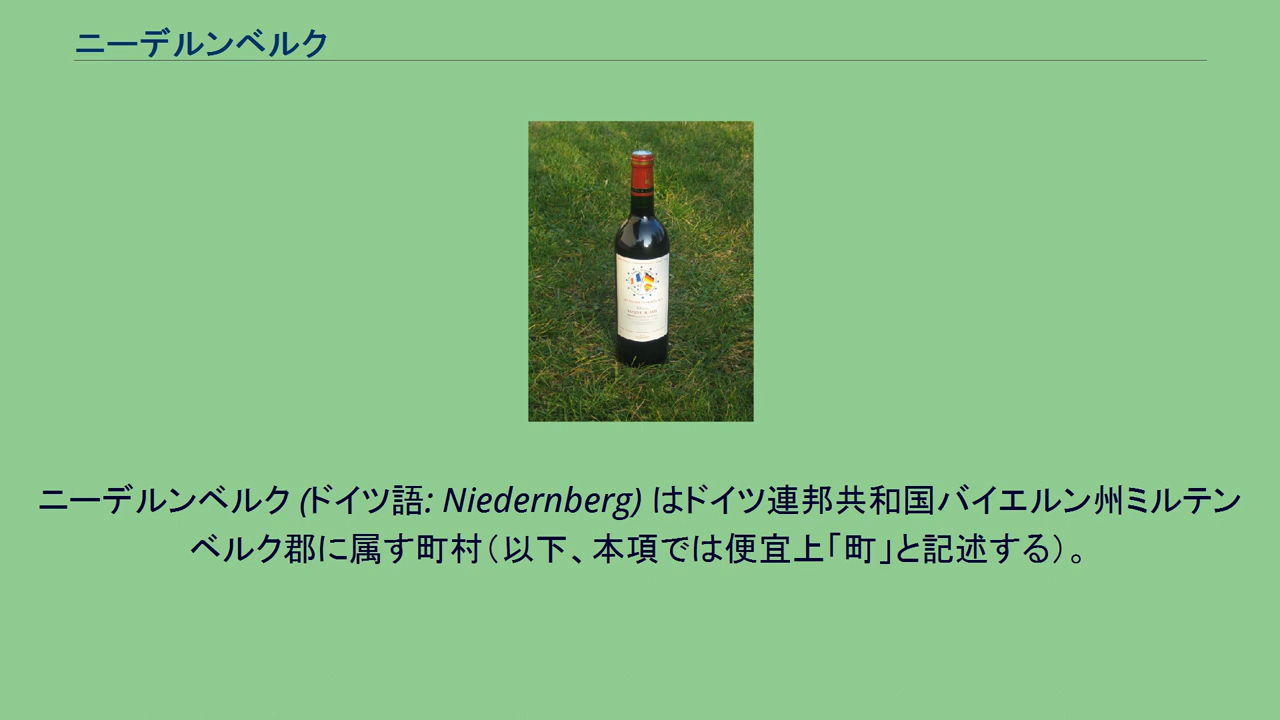 ニーデルンベルク
ニーデルンベルク (ドイツ語: Niedernberg) はドイツ連邦共和国バイエルン州ミルテン
ベルク郡に属す町村（以下、本項では便宜上「町」と記述する）。